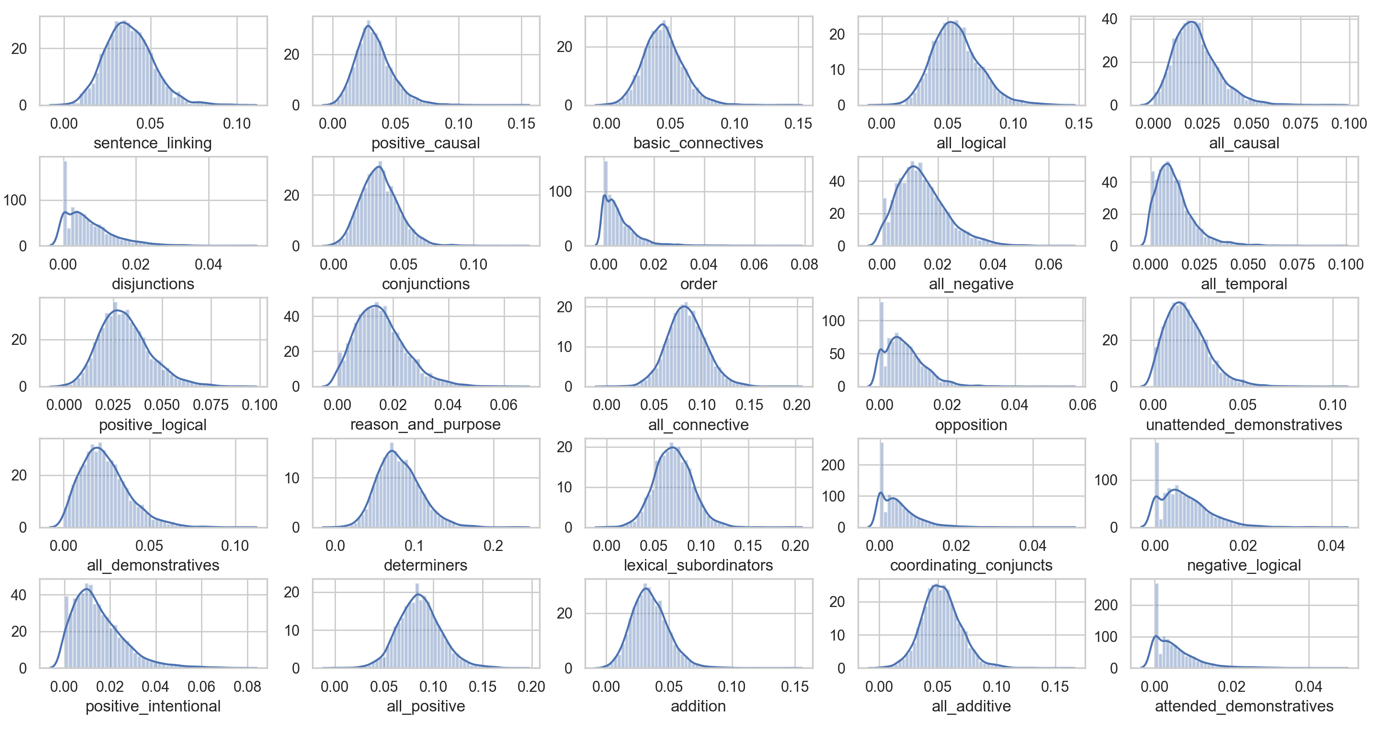 20
0
0.00 0.05 0.10
sentence_linking
20
0
0.00 0.05 0.10 0.15
positive_causal
20
0
0.00 0.05 0.10 0.15
basic_connectives
20
10
0
0.00 0.05 0.10 0.15
all_logical
40
20
0
0.000 0.025 0.050 0.075 0.100
all_causal
100
0
0.00 0.02 0.04
disjunctions
20
0
0.00 0.05 0.10
conjunctions
100
0
0.00 0.02 0.04 0.06 0.08
order
40
20
0
0.00 0.02 0.04 0.06
all_negative
40
20
0
0.000 0.025 0.050 0.075 0.100
all_temporal
20
0
0.000 0.025 0.050 0.075 0.100
positive_logical
40
20
0
0.00 0.02 0.04 0.06
reason_and_purpose
20
10
0
0.00 0.05 0.10 0.15 0.20
all_connective
100
50
0
0.00 0.02 0.04 0.06
opposition
20
0
0.00 0.05 0.10
unattended_demonstratives
20
0
0.00 0.05 0.10
all_demonstratives
10
0
0.0 0.1 0.2
determiners
20
10
0
0.00 0.05 0.10 0.15 0.20
lexical_subordinators
200
100
0
0.00 0.02 0.04
coordinating_conjuncts
100
0
0.00 0.02 0.04
negative_logical
40
20
0
0.00 0.02 0.04 0.06 0.08
positive_intentional
20
10
0
0.00 0.05 0.10 0.15 0.20
all_positive
20
0
0.00 0.05 0.10 0.15
addition
20
10
0
0.00 0.05 0.10 0.15
all_additive
200
100
0
0.00 0.02 0.04
attended_demonstratives